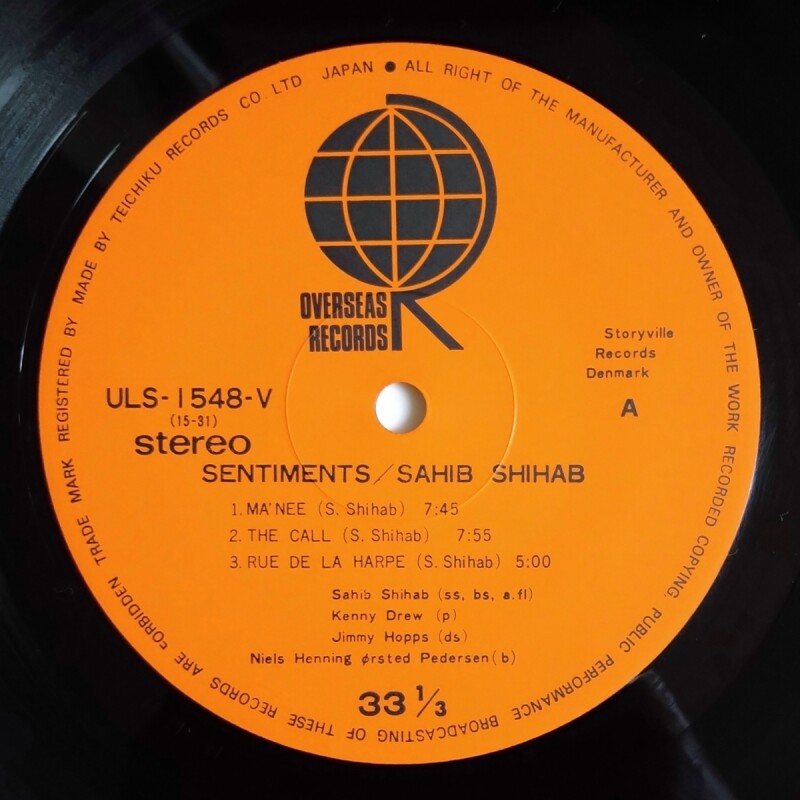 REGISTERED BY MADE BY TEICHIKU RECORDS CO LTD JAPAN ● ALL RIGHT OF THE MANUFACTURER AND OWNER OF THE WORK RECORDED COPYING, PUBLIC PERFORMANCE BROADCASTING OF THESE RECORDS ARE FORBIDDEN TRADE MARK
OVERSEAS
RECORDS
R
Storyville
Records
Denmark
A
ULS-1548-V
(15-31)
stereo
SENTIMENTS/SAHIB SHIHAB
1. MA'NEE (S. Shihab) 7:45
2. THE CALL (S. Shihab) 7:55
3. RUE DE LA HARPE (S. Shihab) 5:00
Sahib Shihab (ss, bs, a.fl)
Kenny Drew (p)
Jimmy Hopps (ds)
Niels Henning ørsted Pedersen (b)
33 1/3